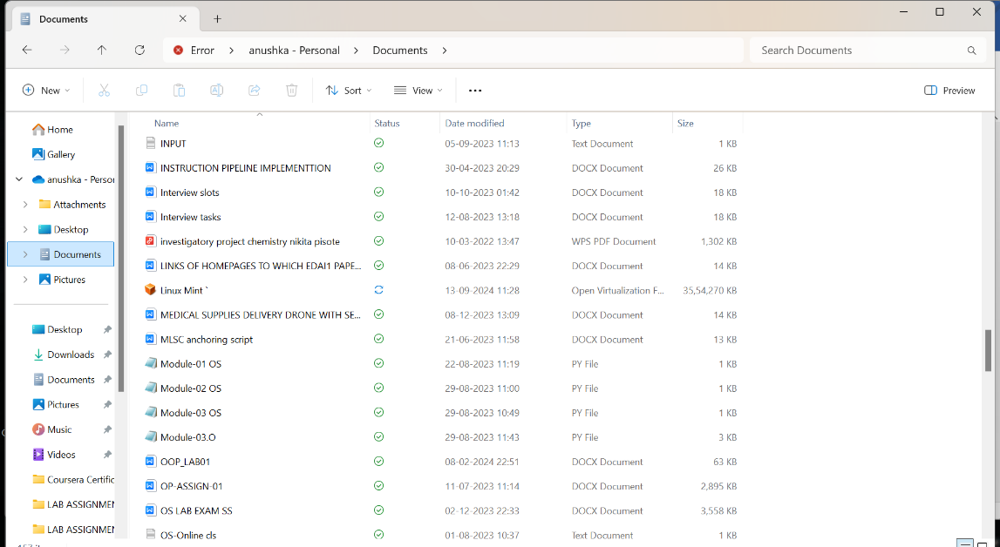 Documents
Error > anushka - Personal > Documents >
Search Documents
New
Sort
View
Preview
Home
Gallery
anushka - Persor
Attachments
Desktop
Documents
Pictures
Desktop
Downloads
Documents
Pictures
Music
Videos
Coursera Certific
LAB ASSIGNMEN
LAB ASSIGNMEN
Name Status Date modified Type Size
INPUT 05-09-2023 11:13 Text Document 1 KB
INSTRUCTION PIPELINE IMPLEMENTTION 30-04-2023 20:29 DOCX Document 26 KB
Interview slots 10-10-2023 01:42 DOCX Document 18 KB
Interview tasks 12-08-2023 13:18 DOCX Document 18 KB
investigatory project chemistry nikita pisote 10-03-2022 13:47 WPS PDF Document 1,302 KB
LINKS OF HOMEPAGES TO WHICH EDAI1 PAPE... 08-06-2023 22:29 DOCX Document 14 KB
Linux Mint ` 13-09-2024 11:28 Open Virtualization F... 35,54,270 KB
MEDICAL SUPPLIES DELIVERY DRONE WITH SE... 08-12-2023 13:09 DOCX Document 14 KB
MLSC anchoring script 21-06-2023 11:58 DOCX Document 13 KB
Module-01 OS 22-08-2023 11:19 PY File 1 KB
Module-02 OS 29-08-2023 11:00 PY File 1 KB
Module-03 OS 29-08-2023 10:49 PY File 1 KB
Module-03.O 29-08-2023 11:43 PY File 3 KB
OOP_LAB01 08-02-2024 22:51 DOCX Document 63 KB
OP-ASSIGN-01 11-07-2023 11:14 DOCX Document 2,895 KB
OS LAB EXAM SS 02-12-2023 22:33 DOCX Document 3,558 KB
OS-Online cls 01-08-2023 10:37 Text Document 1 KB